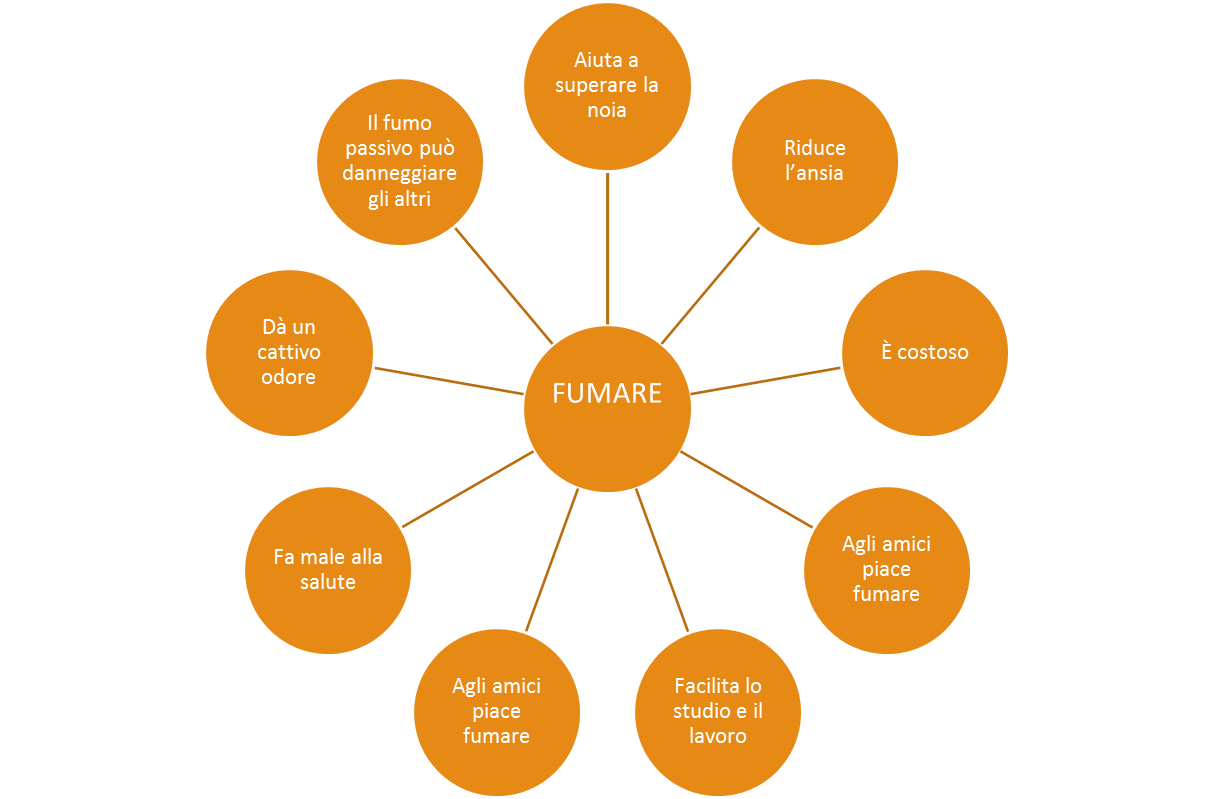 Aiuta a
superare la
noia
Riduce
l’ansia
È costoso
Agli amici
piace
fumare
Facilita lo
studio e il
lavoro
Agli amici
piace
fumare
Fa male alla
salute
Dà un
cattivo
odore
Il fumo
passivo può
danneggiare
gli altri
FUMARE